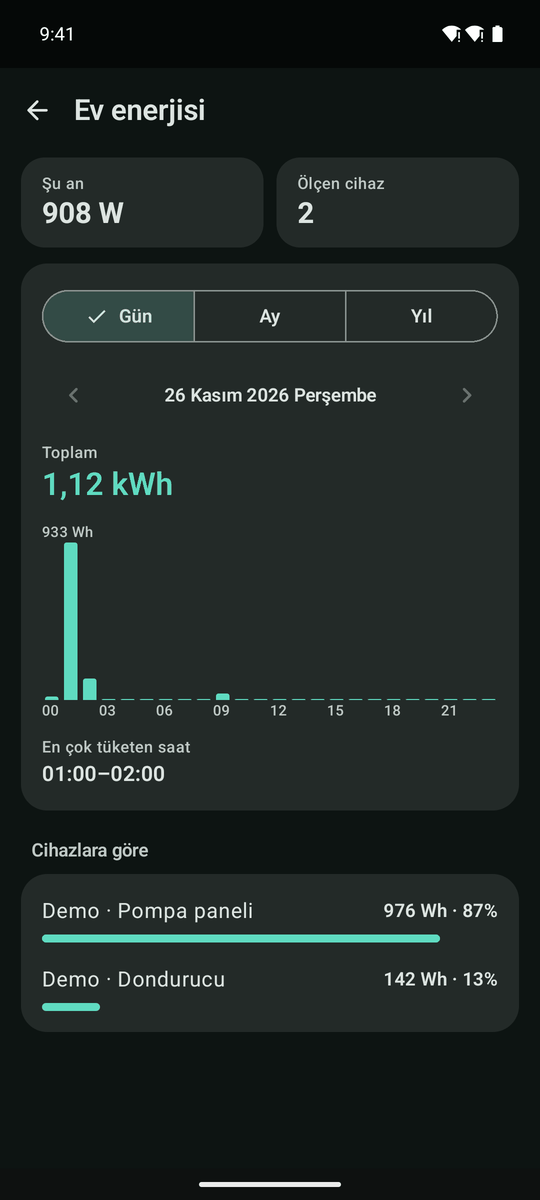 9:41
Ev enerjisi
Şu an
908 W
Ölçen cihaz
2
Gün
Ay
Yıl
26 Kasım 2026 Perşembe
Toplam
1,12 kWh
933 Wh
00 03 06 09 12 15 18 21
En çok tüketen saat
01:00–02:00
Cihazlara göre
Demo · Pompa paneli 976 Wh · 87%
Demo · Dondurucu 142 Wh · 13%